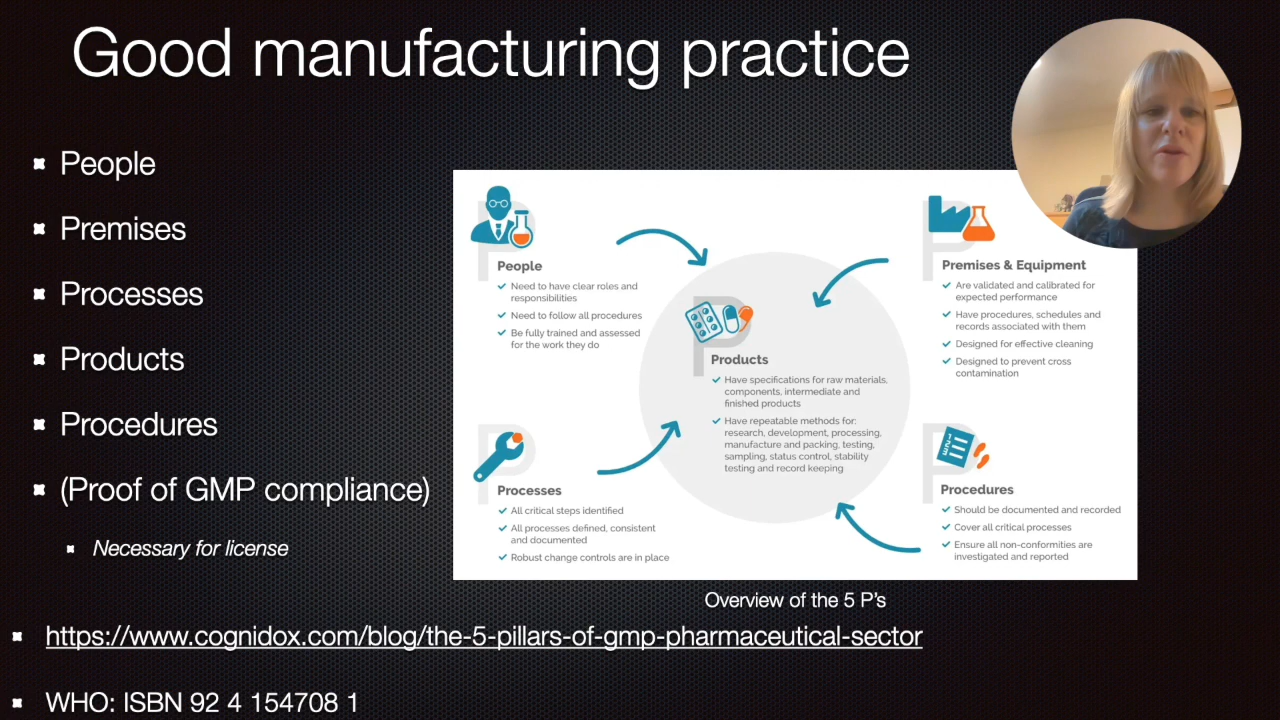 Good manufacturing practice
People
Premises
Processes
Products
Procedures
(Proof of GMP compliance)
Necessary for license
People
Need to have clear roles and
responsibilities
Need to follow all procedures
Be fully trained and assessed
for the work they do
Premises & Equipment
Are validated and calibrated for
expected performance
Have procedures, schedules and
records associated with them
Designed for effective cleaning
Designed to prevent cross
contamination
Products
Have specifications for raw materials,
components, intermediate and
finished products
Have repeatable methods for:
research, development, processing,
manufacture and packing, testing,
sampling, status control, stability
testing and record keeping
Processes
All critical steps identified
All processes defined, consistent
and documented
Robust change controls are in place
Procedures
Should be documented and recorded
Cover all critical processes
Ensure all non-conformities are
investigated and reported
Overview of the 5 P's
https://www.cognidox.com/blog/the-5-pillars-of-gmp-pharmaceutical-sector
WHO: ISBN 92 4 154708 1